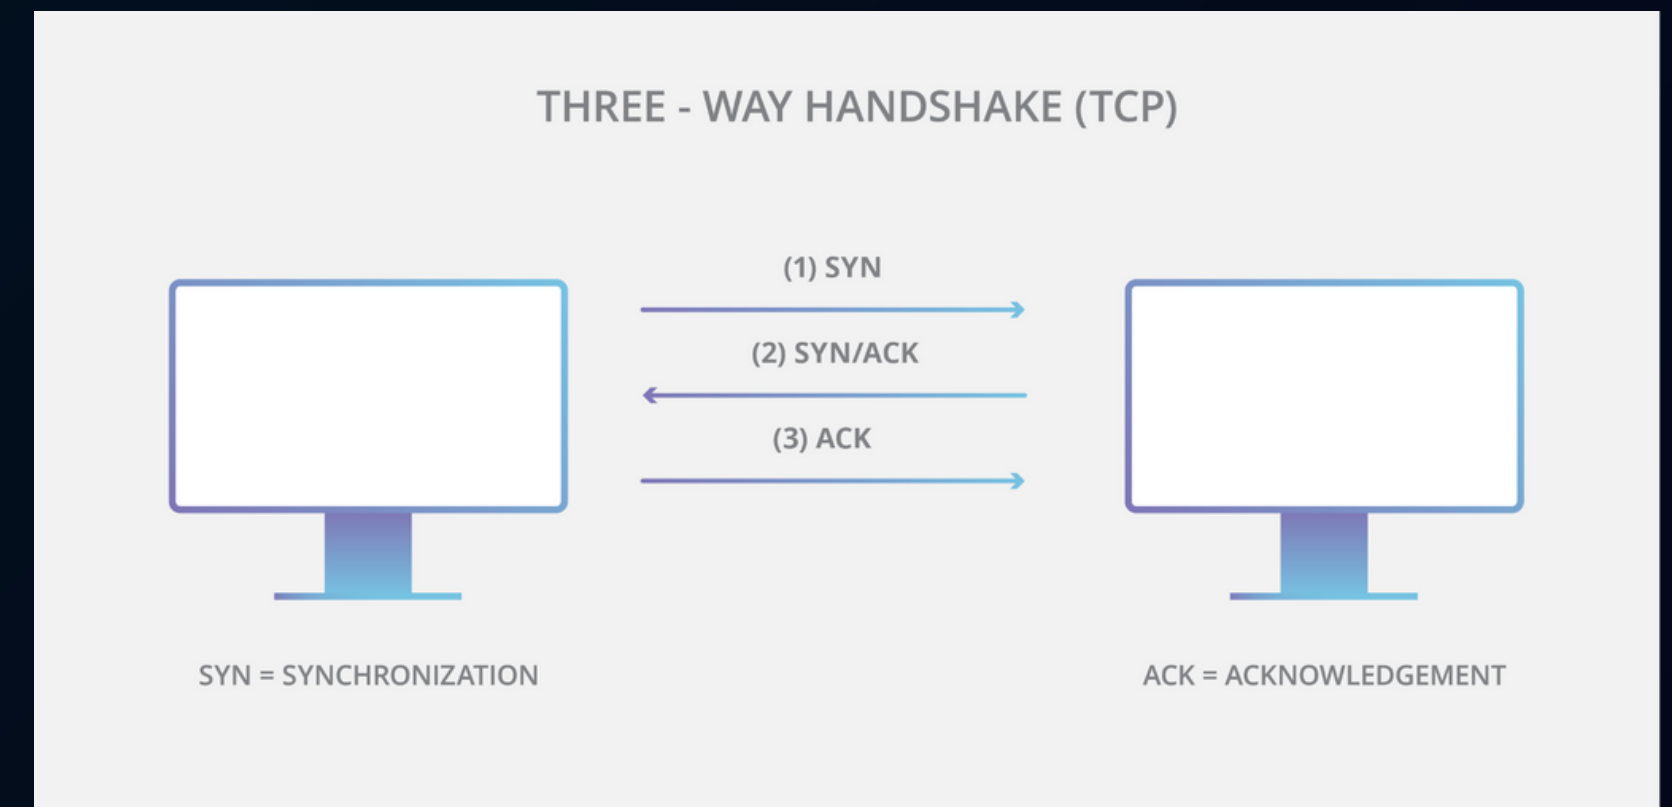 THREE - WAY HANDSHAKE (TCP)
(1) SYN
(2) SYN/ACK
(3) ACK
SYN = SYNCHRONIZATION
ACK = ACKNOWLEDGEMENT